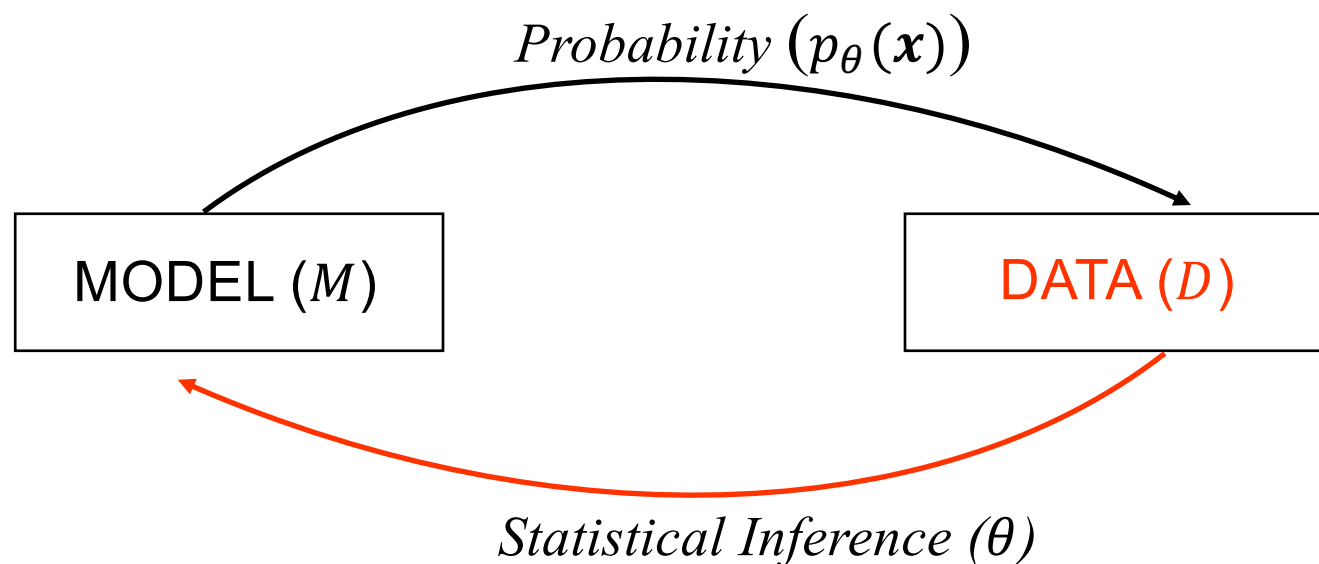 Probability (pθ(x))
MODEL (M)
DATA (D)
Statistical Inference (θ)